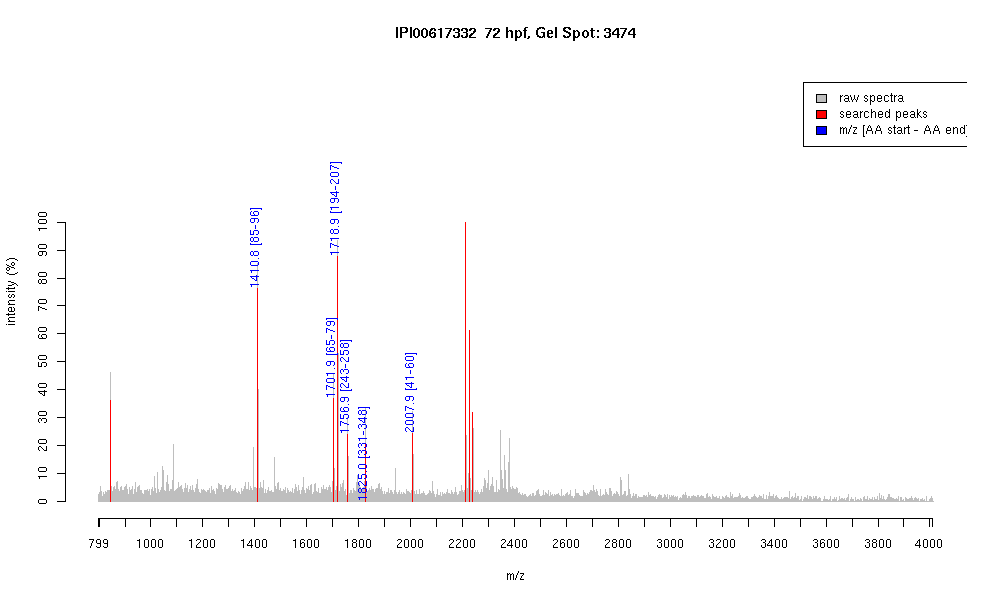 IPI00617332 72 hpf, Gel Spot: 3474
raw spectra
searched peaks
m/z [AA start - AA end]
intensity (%)
100
90
80
70
60
50
40
30
20
10
0
1410.8 [85-96]
1701.9 [65-79]
1718.9 [194-207]
1756.9 [243-258]
1825.0 [331-348]
2007.9 [41-60]
799 1000 1200 1400 1600 1800 2000 2200 2400 2600 2800 3000 3200 3400 3600 3800 4000
m/z